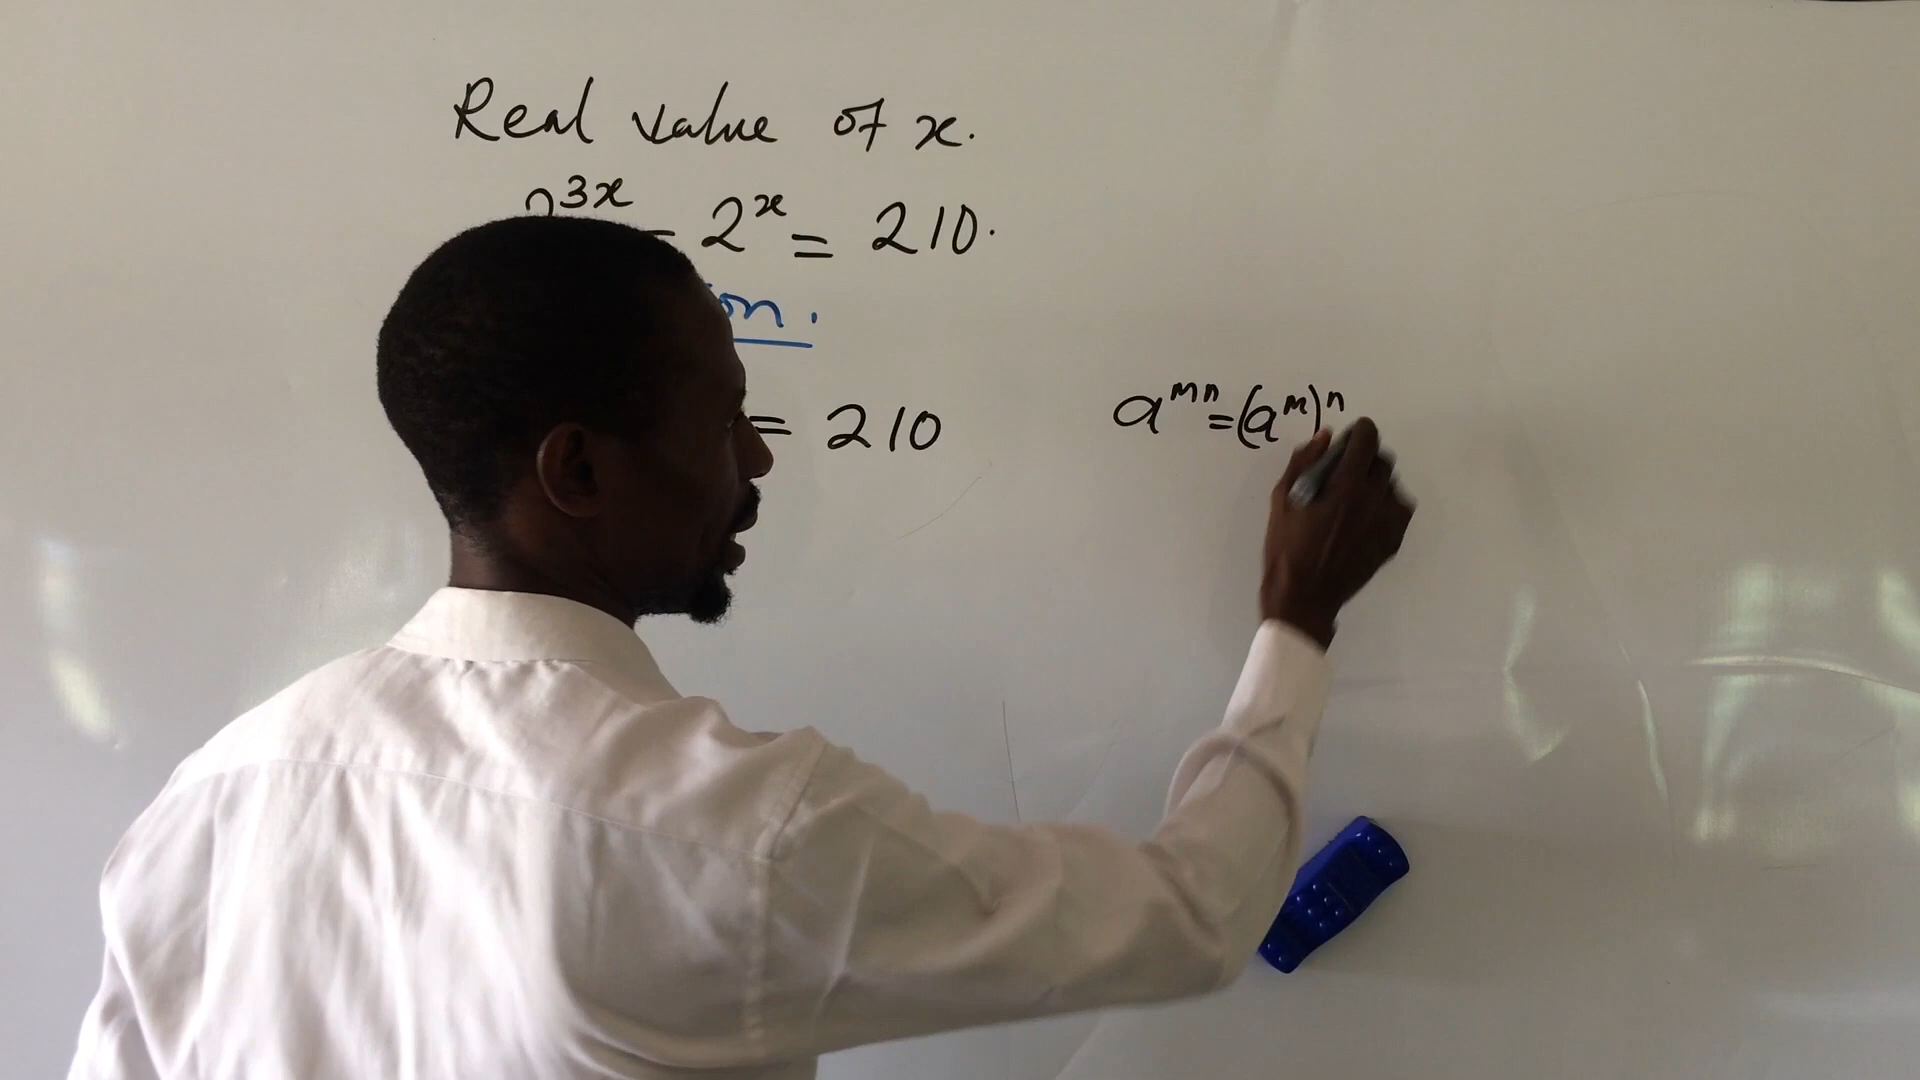 Real value of x.
2^3x - 2^x = 210.
on.
= 210
a^mn = (a^m)^n